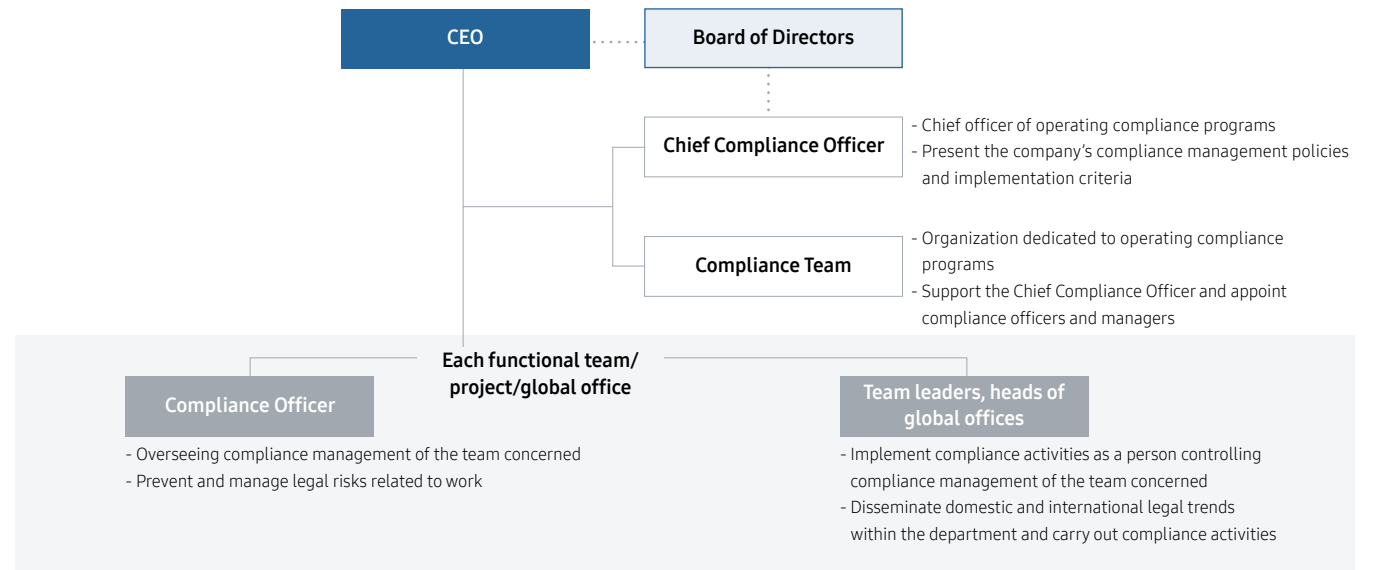 CEO
Board of Directors
Chief Compliance Officer
- Chief officer of operating compliance programs
- Present the company's compliance management policies
and implementation criteria
Compliance Team
- Organization dedicated to operating compliance
programs
- Support the Chief Compliance Officer and appoint
compliance officers and managers
Each functional team/
project/global office
Compliance Officer
- Overseeing compliance management of the team concerned
- Prevent and manage legal risks related to work
Team leaders, heads of
global offices
- Implement compliance activities as a person controlling
compliance management of the team concerned
- Disseminate domestic and international legal trends
within the department and carry out compliance activities